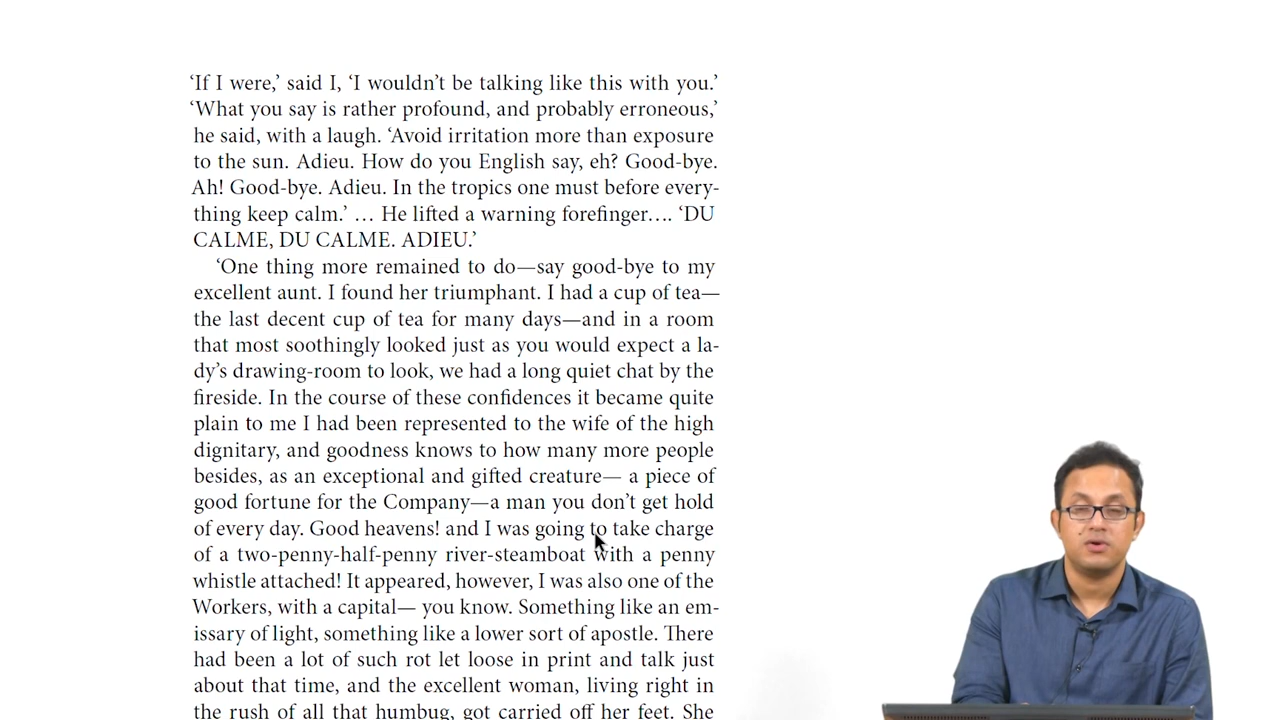 ‘If I were,’ said I, ‘I wouldn’t be talking like this with you.’
‘What you say is rather profound, and probably erroneous,’
he said, with a laugh. ‘Avoid irritation more than exposure
to the sun. Adieu. How do you English say, eh? Good-bye.
Ah! Good-bye. Adieu. In the tropics one must before every-
thing keep calm.’ … He lifted a warning forefinger…. ‘DU
CALME, DU CALME. ADIEU.’
‘One thing more remained to do—say good-bye to my
excellent aunt. I found her triumphant. I had a cup of tea—
the last decent cup of tea for many days—and in a room
that most soothingly looked just as you would expect a la-
dy’s drawing-room to look, we had a long quiet chat by the
fireside. In the course of these confidences it became quite
plain to me I had been represented to the wife of the high
dignitary, and goodness knows to how many more people
besides, as an exceptional and gifted creature— a piece of
good fortune for the Company—a man you don’t get hold
of every day. Good heavens! and I was going to take charge
of a two-penny-half-penny river-steamboat with a penny
whistle attached! It appeared, however, I was also one of the
Workers, with a capital— you know. Something like an em-
issary of light, something like a lower sort of apostle. There
had been a lot of such rot let loose in print and talk just
about that time, and the excellent woman, living right in
the rush of all that humbug, got carried off her feet. She